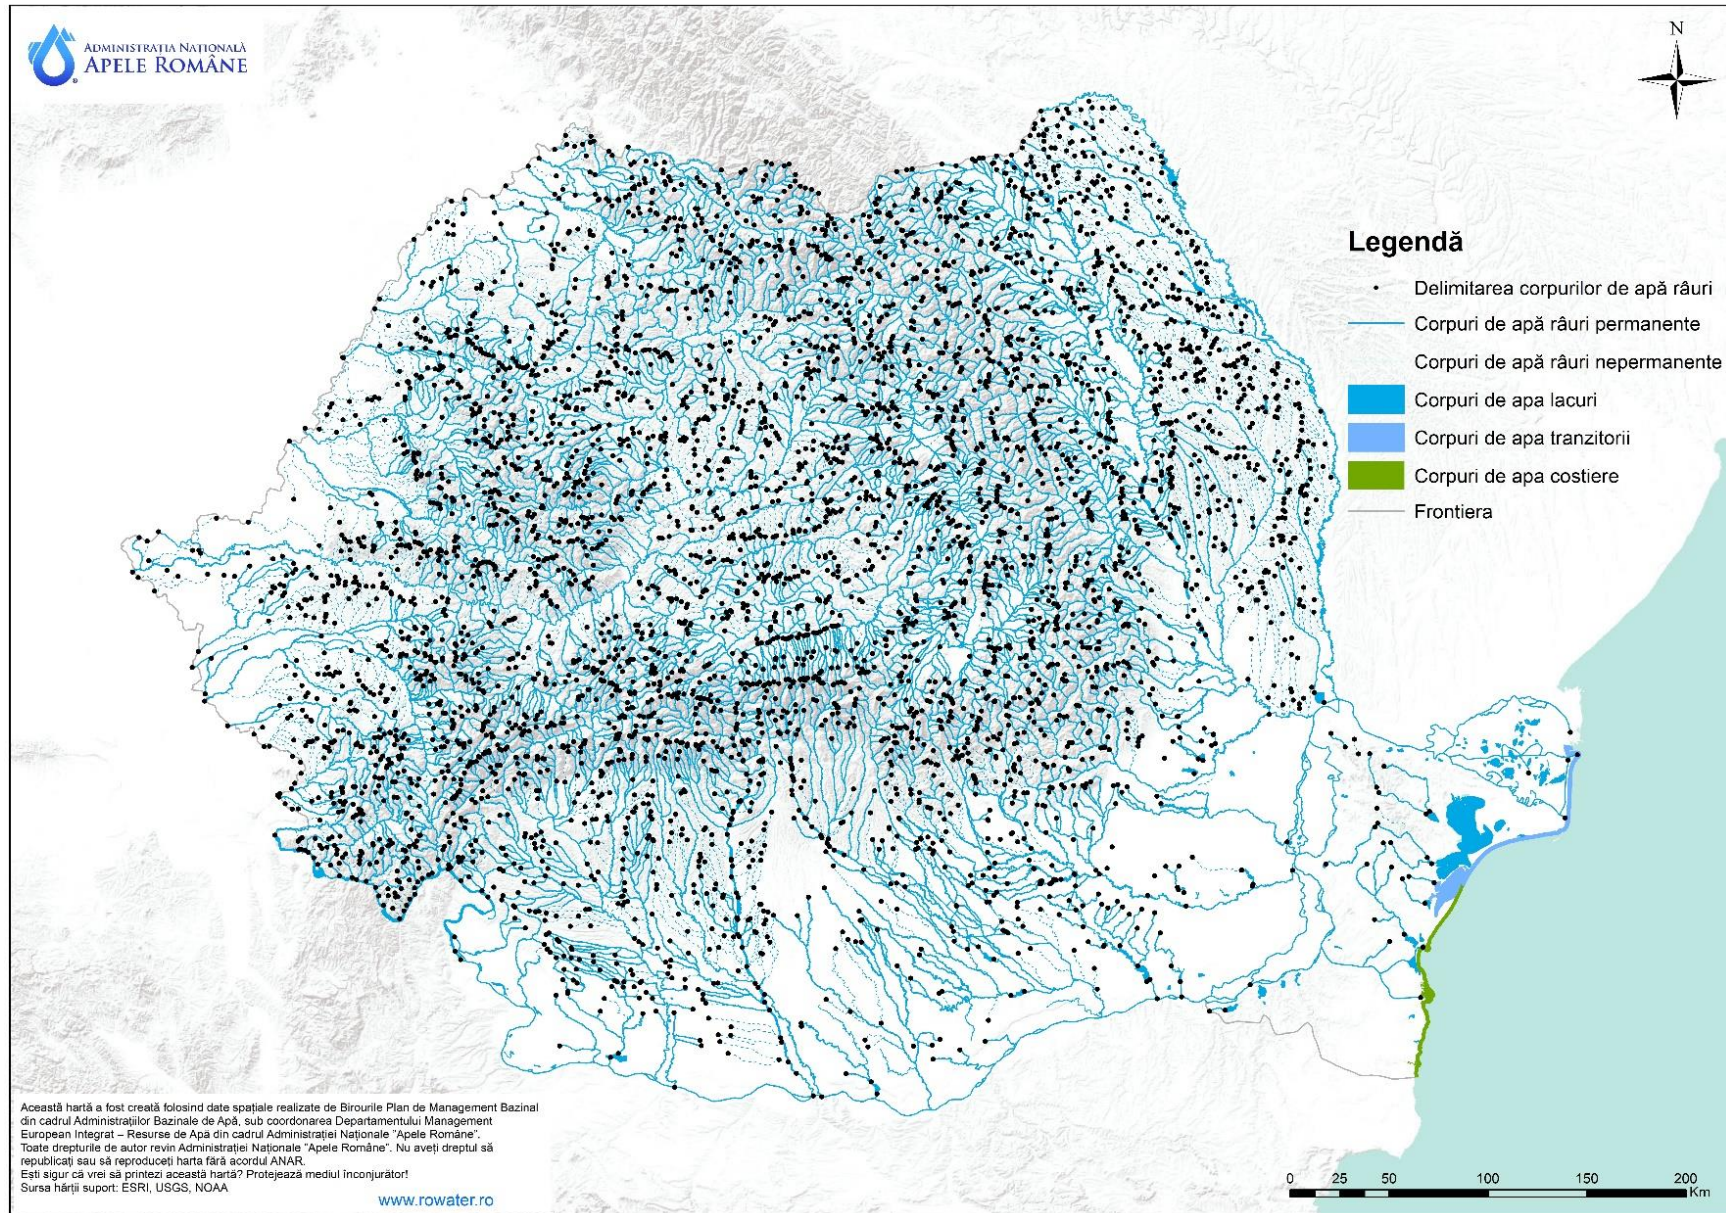 ADMINISTRAȚIA NAȚIONALĂ
APELE ROMÂNE
N
Legendă
Delimitarea corpurilor de apă râuri
Corpuri de apă râuri permanente
Corpuri de apă râuri nepermanente
Corpuri de apa lacuri
Corpuri de apa tranzitorii
Corpuri de apa costiere
Frontiera
Această hartă a fost creată folosind date spațiale realizate de Birourile Plan de Management Bazinal
din cadrul Administrațiilor Bazinale de Apă, sub coordonarea Departamentului Management
European Integrat – Resurse de Apă din cadrul Administrației Naționale "Apele Române".
Toate drepturile de autor revin Administrației Naționale "Apele Române". Nu aveți dreptul să
republicați sau să reproduceți harta fără acordul ANAR.
Ești sigur că vrei să printezi această hartă? Protejează mediul înconjurător!
Sursa hărții suport: ESRI, USGS, NOAA
www.rowater.ro
0 25 50 100 150 200
Km